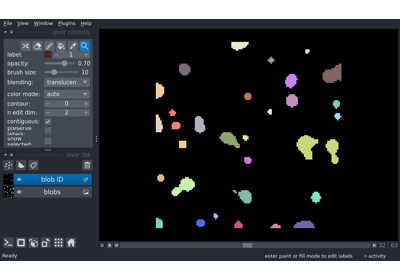 File View Window Plugins Help
layer controls
label: 1
opacity: 0.70
brush size: 10
blending: translucen
color mode: auto
contour: 0
n edit dim: 2
contiguous:
preserve labels:
show selected:
layer list
blob ID
blobs
0 32 63
Ready enter paint or fill mode to edit labels activity